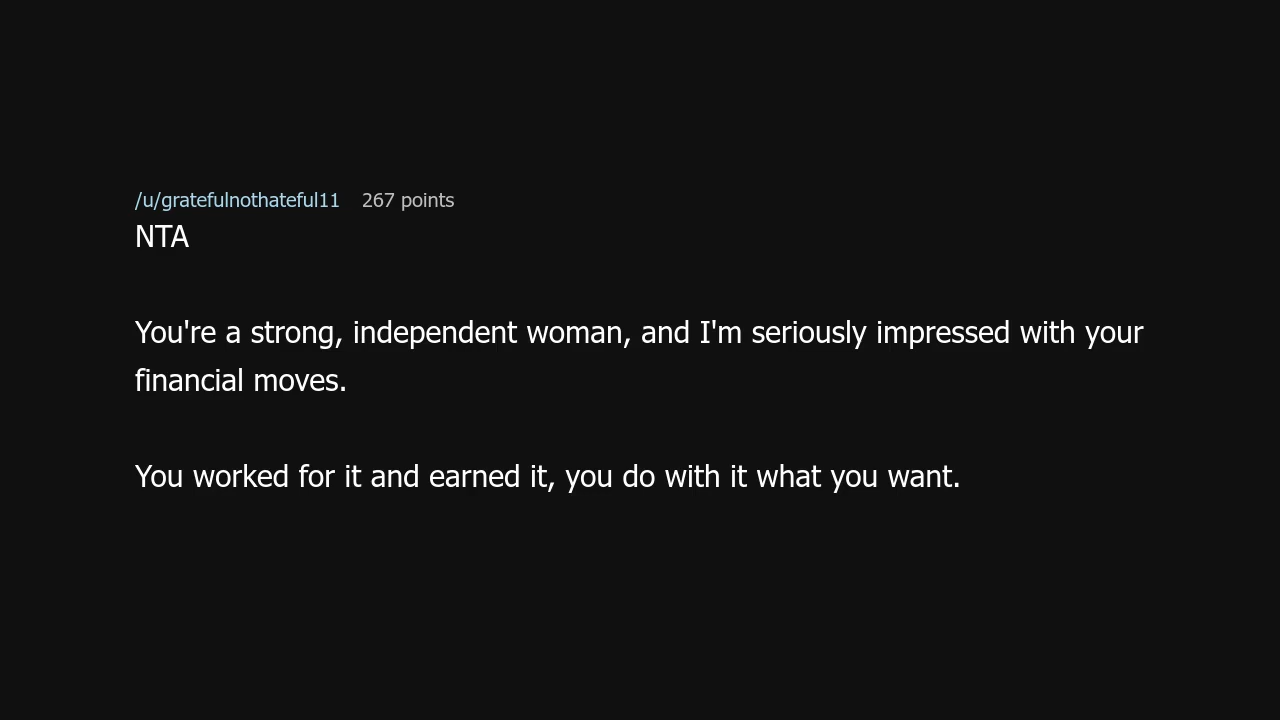 /u/gratefulnothateful11 267 points
NTA
You're a strong, independent woman, and I'm seriously impressed with your
financial moves.
You worked for it and earned it, you do with it what you want.